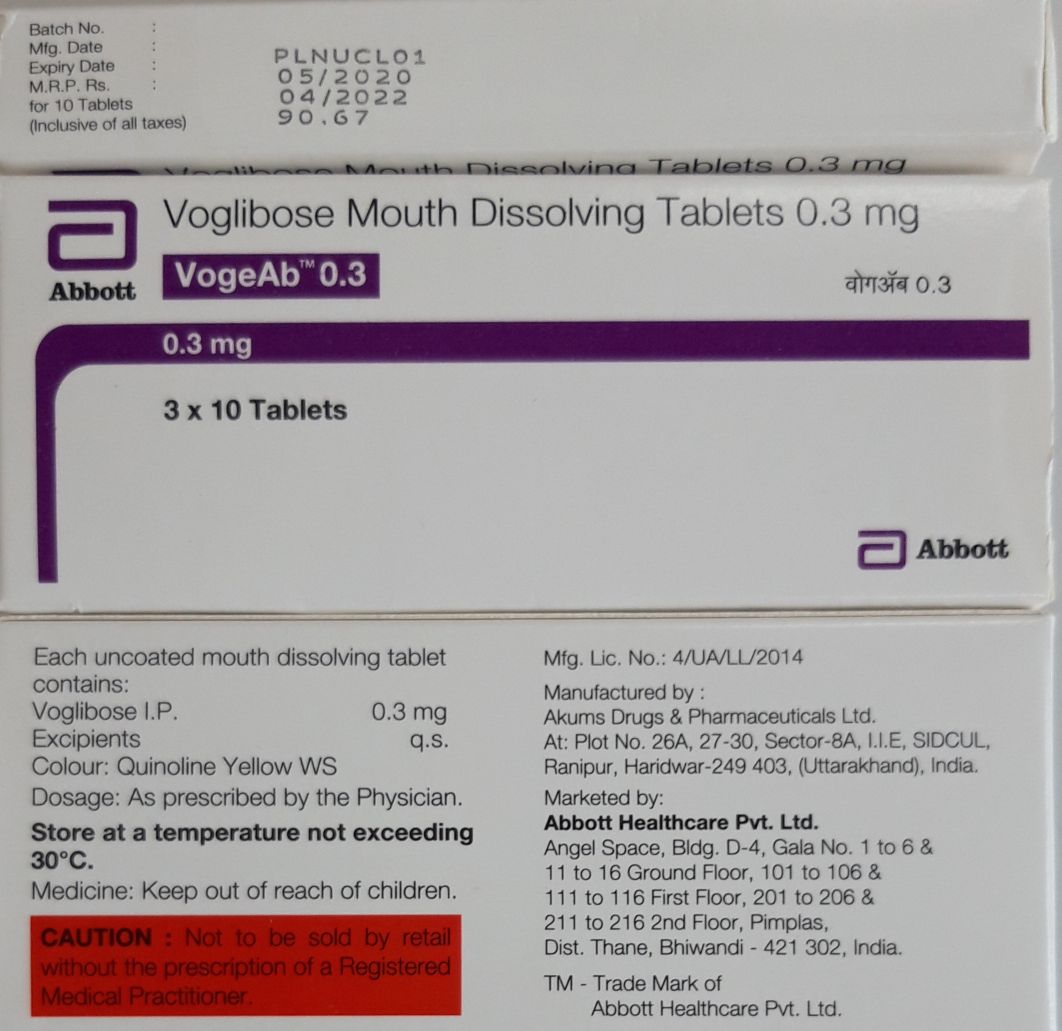 Batch No. :
Mfg. Date :
Expiry Date :
M.R.P. Rs. :
for 10 Tablets
(Inclusive of all taxes)
PLNUCL01
05/2020
04/2022
90.67
Voglibose Mouth Dissolving Tablets 0.3 mg
Voglibose Mouth Dissolving Tablets 0.3 mg
Abbott
VogeAb™ 0.3
वोगॲब 0.3
0.3 mg
3 x 10 Tablets
Abbott
Each uncoated mouth dissolving tablet
contains:
Voglibose I.P. 0.3 mg
Excipients q.s.
Colour: Quinoline Yellow WS
Dosage: As prescribed by the Physician.
Store at a temperature not exceeding
30°C.
Medicine: Keep out of reach of children.
CAUTION : Not to be sold by retail
without the prescription of a Registered
Medical Practitioner.
Mfg. Lic. No.: 4/UA/LL/2014
Manufactured by :
Akums Drugs & Pharmaceuticals Ltd.
At: Plot No. 26A, 27-30, Sector-8A, I.I.E, SIDCUL,
Ranipur, Haridwar-249 403, (Uttarakhand), India.
Marketed by:
Abbott Healthcare Pvt. Ltd.
Angel Space, Bldg. D-4, Gala No. 1 to 6 &
11 to 16 Ground Floor, 101 to 106 &
111 to 116 First Floor, 201 to 206 &
211 to 216 2nd Floor, Pimplas,
Dist. Thane, Bhiwandi - 421 302, India.
TM - Trade Mark of
Abbott Healthcare Pvt. Ltd.